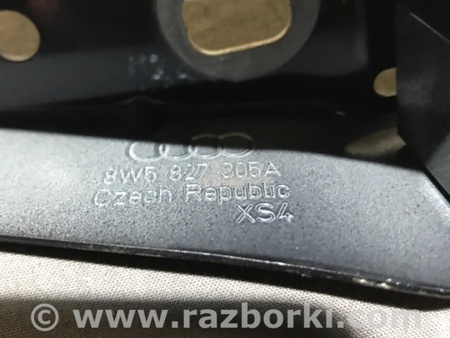 8W5 827 305A
Czech Republic
XS4
www.razborki.com